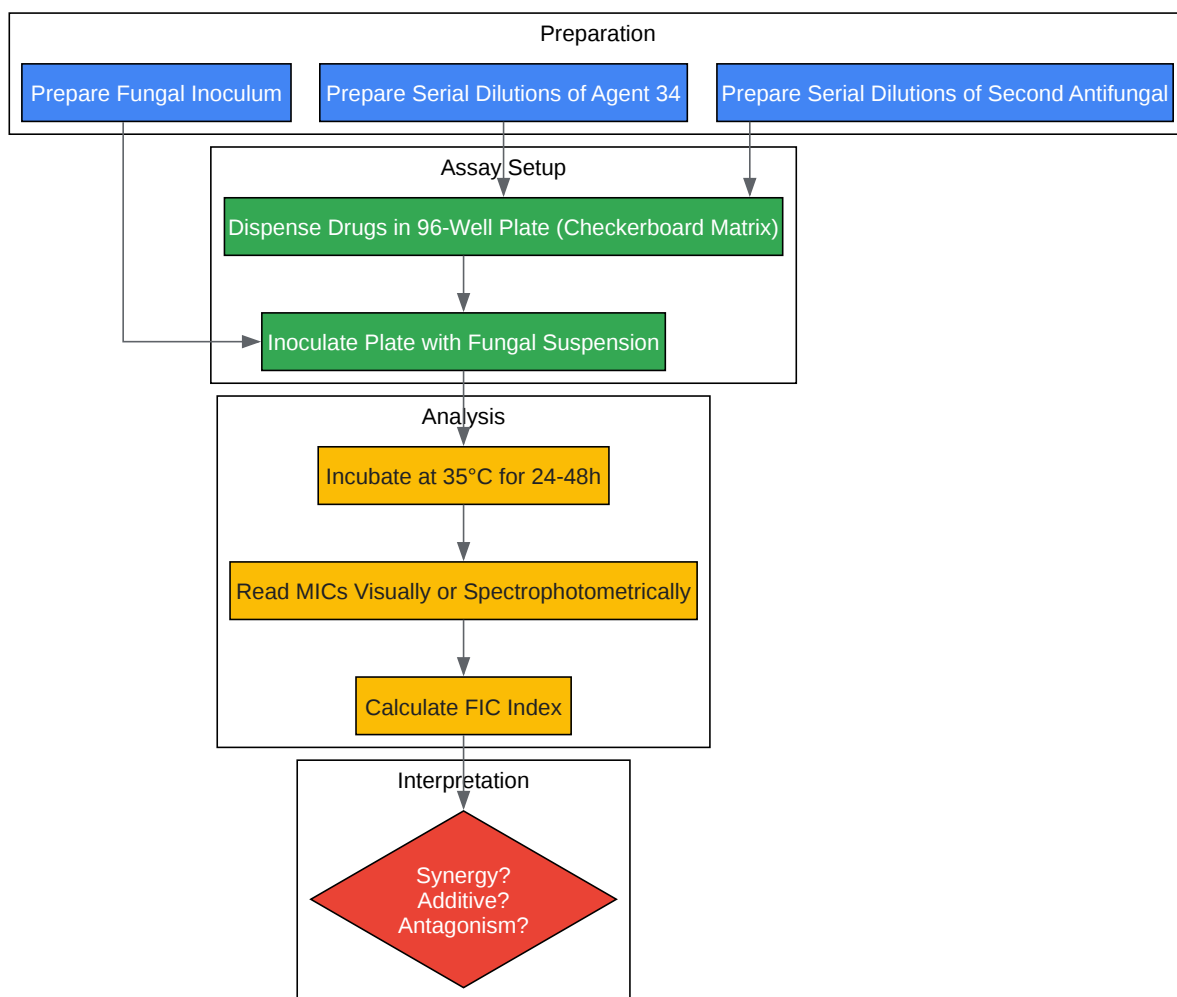 Preparation
Prepare Fungal Inoculum
Prepare Serial Dilutions of Agent 34
Prepare Serial Dilutions of Second Antifungal
Assay Setup
Dispense Drugs in 96-Well Plate (Checkerboard Matrix)
Inoculate Plate with Fungal Suspension
Analysis
Incubate at 35°C for 24-48h
Read MICs Visually or Spectrophotometrically
Calculate FIC Index
Interpretation
Synergy?
Additive?
Antagonism?